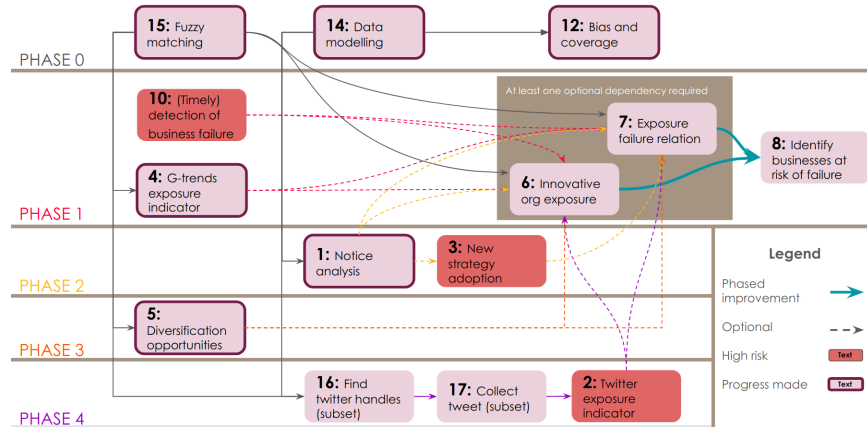 15: Fuzzy
matching
14: Data
modelling
12: Bias and
coverage
PHASE 0
At least one optional dependency required
10: (Timely)
detection of
business failure
7: Exposure
failure relation
8: Identify
businesses at
risk of failure
4: G-trends
exposure
indicator
6: Innovative
org exposure
PHASE 1
1: Notice
analysis
3: New
strategy
adoption
PHASE 2
5:
Diversification
opportunities
PHASE 3
16: Find
twitter handles
(subset)
17: Collect
tweet (subset)
2: Twitter
exposure
indicator
PHASE 4
Legend
Phased
improvement
Optional
High risk
Text
Progress made
Text